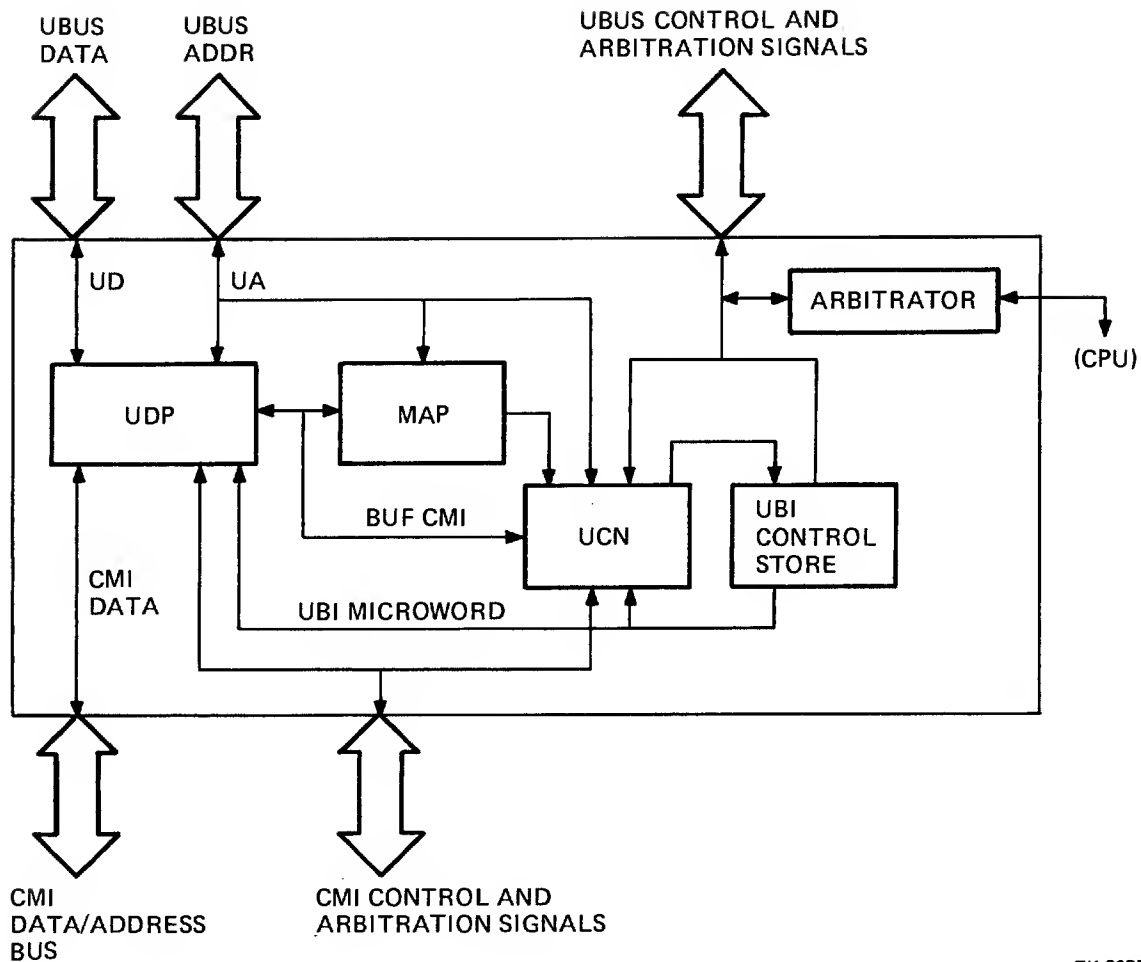 UBUS
DATA
UBUS
ADDR
UBUS CONTROL AND
ARBITRATION SIGNALS
UD
UA
ARBITRATOR
(CPU)
UDP
MAP
BUF CMI
UCN
UBI
CONTROL
STORE
CMI
DATA
UBI MICROWORD
CMI
DATA/ADDRESS
BUS
CMI CONTROL AND
ARBITRATION SIGNALS